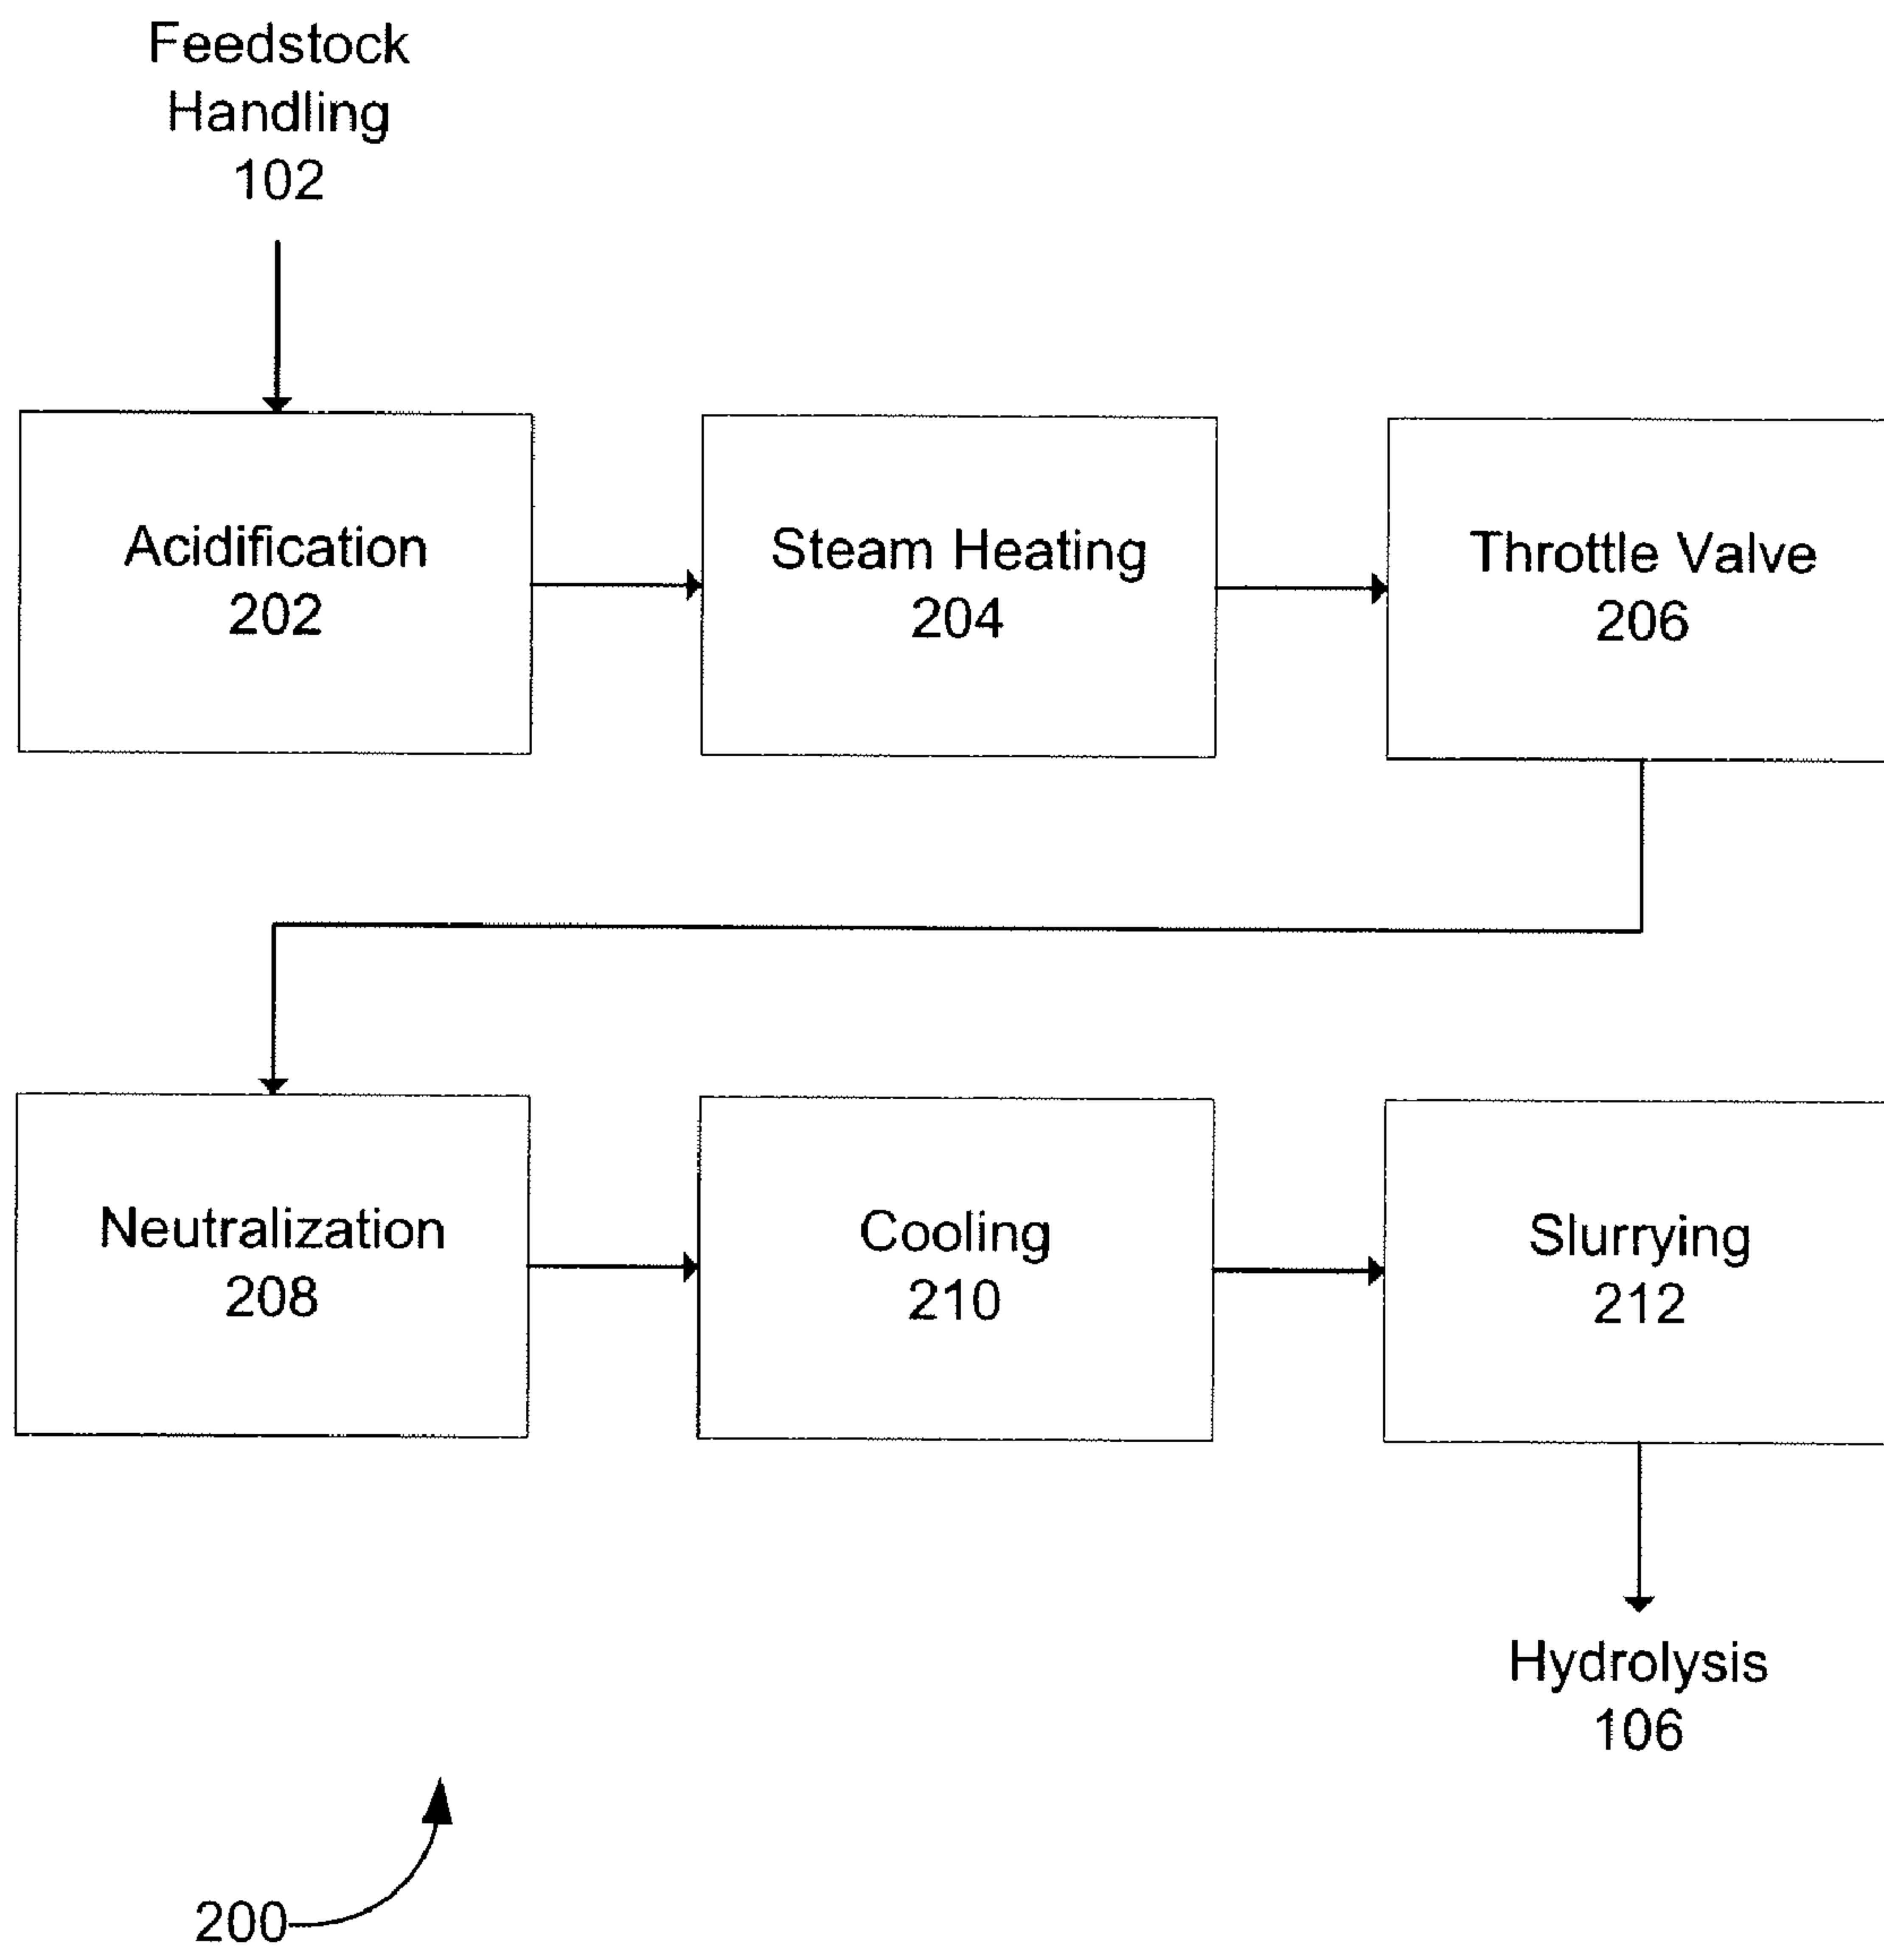 Feedstock
Handling
102
Acidification
202
Steam Heating
204
Throttle Valve
206
Neutralization
208
Cooling
210
Slurrying
212
Hydrolysis
106
200